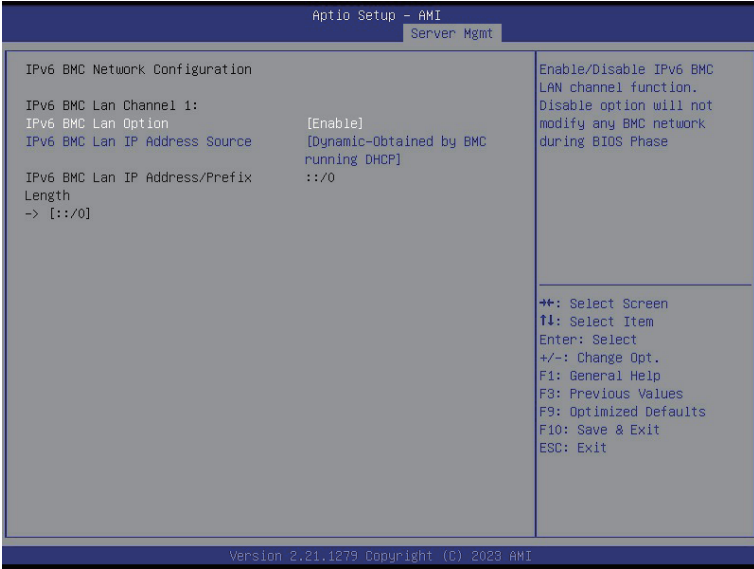 Aptio Setup – AMI
Server Mgmt
IPv6 BMC Network Configuration
IPv6 BMC Lan Channel 1:
IPv6 BMC Lan Option [Enable]
IPv6 BMC Lan IP Address Source [Dynamic-Obtained by BMC
running DHCP]
IPv6 BMC Lan IP Address/Prefix ::/0
Length
-> [::/0]
Enable/Disable IPv6 BMC
LAN channel function.
Disable option will not
modify any BMC network
during BIOS Phase
→←: Select Screen
↑↓: Select Item
Enter: Select
+/-: Change Opt.
F1: General Help
F3: Previous Values
F9: Optimized Defaults
F10: Save & Exit
ESC: Exit
Version 2.21.1279 Copyright (C) 2023 AMI